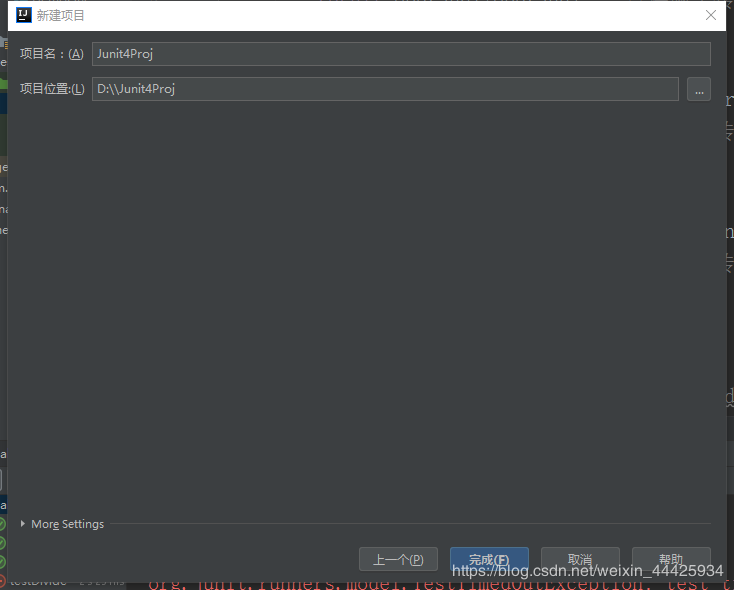 新建项目
项目名：(A) Junit4Proj
项目位置:(L) D:\\Junit4Proj ...
More Settings
上一个(P) 完成(F) 取消 帮助
https://blog.csdn.net/weixin_44425934
testDivide
org.junit.runners.model.TestTimedOutException: test t